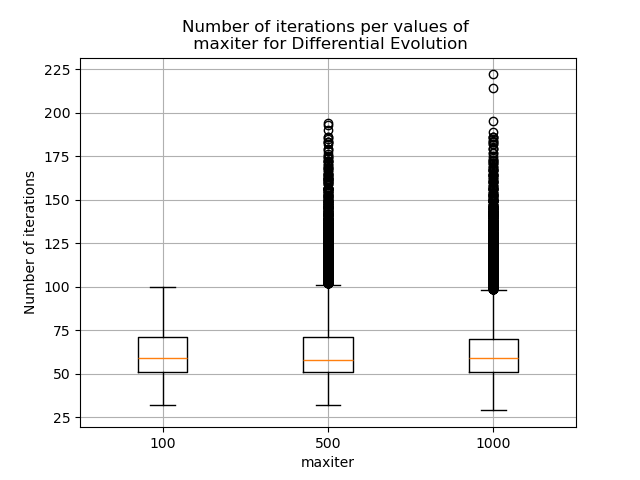 Number of iterations per values of
maxiter for Differential Evolution
225
200
175
150
125
100
75
50
25
Number of iterations
100 500 1000
maxiter